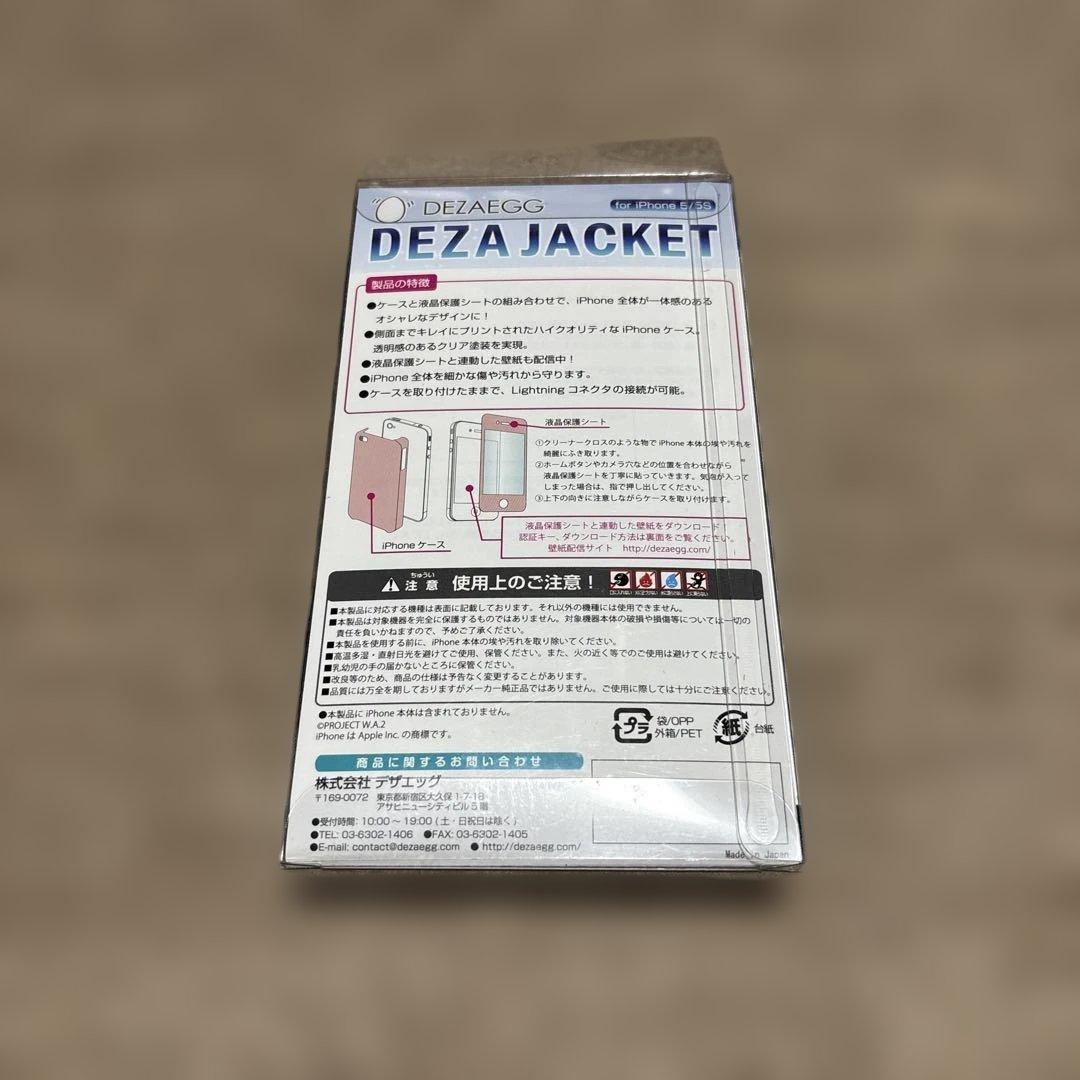 DEZAEGG
for iPhone 5/5S
DEZA JACKET
製品の特徴
●ケースと液晶保護シートの組み合わせで、iPhone 全体が一体感のある
オシャレなデザインに！
●側面までキレイにプリントされたハイクオリティな iPhone ケース。
透明感のあるクリア塗装を実現。
●液晶保護シートと連動した壁紙も配信中！
●iPhone 全体を細かな傷や汚れから守ります。
●ケースを取り付けたままで、Lightning コネクタの接続が可能。
液晶保護シート
①クリーナークロスのような物で iPhone 本体の埃や汚れを
綺麗にふき取ります。
②ホームボタンやカメラ穴などの位置を合わせながら
液晶保護シートを丁寧に貼っていきます。気泡が入って
しまった場合は、指で押し出してください。
③上下の向きに注意しながらケースを取り付けます。
iPhone ケース
液晶保護シートと連動した壁紙をダウンロード！
認証キー、ダウンロード方法は裏面をご覧ください。
壁紙配信サイト http://dezaegg.com/
ちゅうい
注 意 使用上のご注意！
■本製品に対応する機種は表面に記載しております。それ以外の機種には使用できません。
■本製品は対象機器を完全に保護するものではありません。対象機器本体の破損や損傷等については一切の
責任を負いかねますので、予めご了承ください。
■本製品を使用する前に、iPhone 本体の埃や汚れを取り除いてください。
■高温多湿・直射日光を避けてご使用、保管ください。また、火の近く等でのご使用は避けてください。
■乳幼児の手の届かないところに保管ください。
■改良等のため、商品の仕様は予告なく変更することがあります。
■品質には万全を期しておりますがメーカー純正品ではありません。ご使用に際しては十分にご注意ください。
●本製品に iPhone 本体は含まれておりません。
©PROJECT W.A.2
iPhone は Apple Inc. の商標です。
プラ
袋/OPP
外箱/PET
紙
台紙
商品に関するお問い合わせ
株式会社 デザエッグ
〒169-0072 東京都新宿区大久保 1-7-18
アサヒニューシティビル 5 階
●受付時間: 10:00 ～ 19:00 ( 土・日祝日は除く )
●TEL: 03-6302-1406 ●FAX: 03-6302-1405
●E-mail: contact@dezaegg.com ● http://dezaegg.com/
Made in Japan